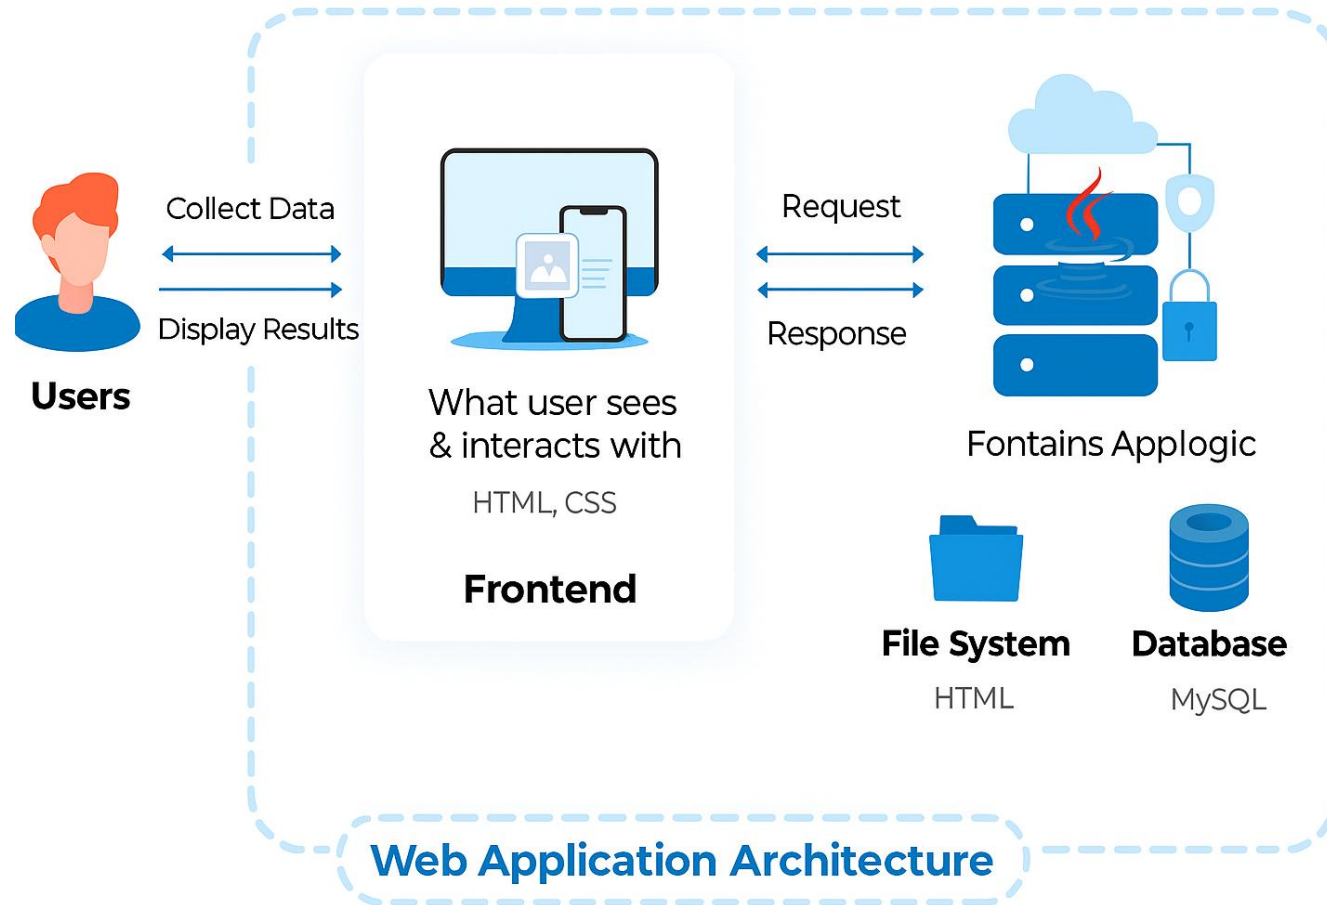 Collect Data
Display Results
Users
What user sees
& interacts with
HTML, CSS
Frontend
Request
Response
Fontains Applogic
File System
HTML
Database
MySQL
Web Application Architecture